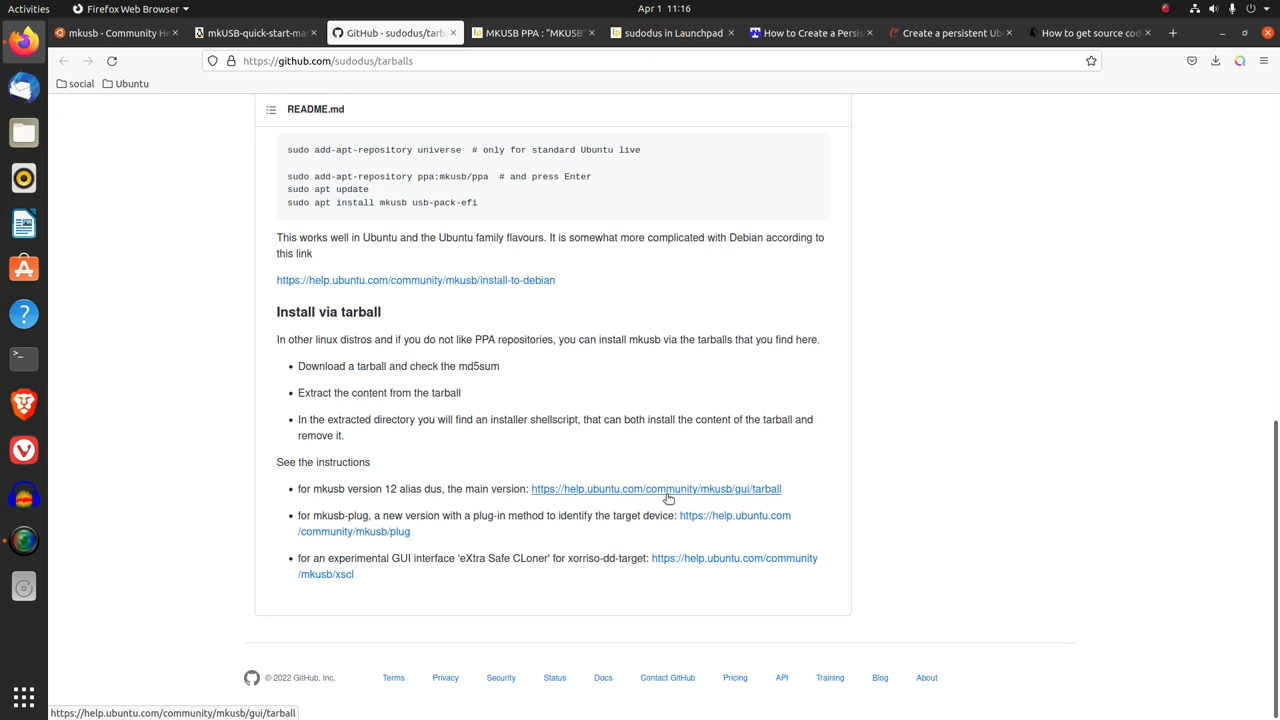 Activities
Firefox Web Browser
Apr 1 11:16
mkusb - Community He
mkUSB-quick-start-ma
GitHub - sudodus/tarb
MKUSB PPA : "MKUSB"
sudodus in Launchpad
How to Create a Persis
Create a persistent Ubu
How to get source cod
https://github.com/sudodus/tarballs
social
Ubuntu
README.md
sudo add-apt-repository universe # only for standard Ubuntu live
sudo add-apt-repository ppa:mkusb/ppa # and press Enter
sudo apt update
sudo apt install mkusb usb-pack-efi
This works well in Ubuntu and the Ubuntu family flavours. It is somewhat more complicated with Debian according to
this link
https://help.ubuntu.com/community/mkusb/install-to-debian
Install via tarball
In other linux distros and if you do not like PPA repositories, you can install mkusb via the tarballs that you find here.
• Download a tarball and check the md5sum
• Extract the content from the tarball
• In the extracted directory you will find an installer shellscript, that can both install the content of the tarball and
remove it.
See the instructions
• for mkusb version 12 alias dus, the main version: https://help.ubuntu.com/community/mkusb/gui/tarball
• for mkusb-plug, a new version with a plug-in method to identify the target device: https://help.ubuntu.com
/community/mkusb/plug
• for an experimental GUI interface 'eXtra Safe CLoner' for xorriso-dd-target: https://help.ubuntu.com/community
/mkusb/xscl
© 2022 GitHub, Inc.
Terms
Privacy
Security
Status
Docs
Contact GitHub
Pricing
API
Training
Blog
About
https://help.ubuntu.com/community/mkusb/gui/tarball